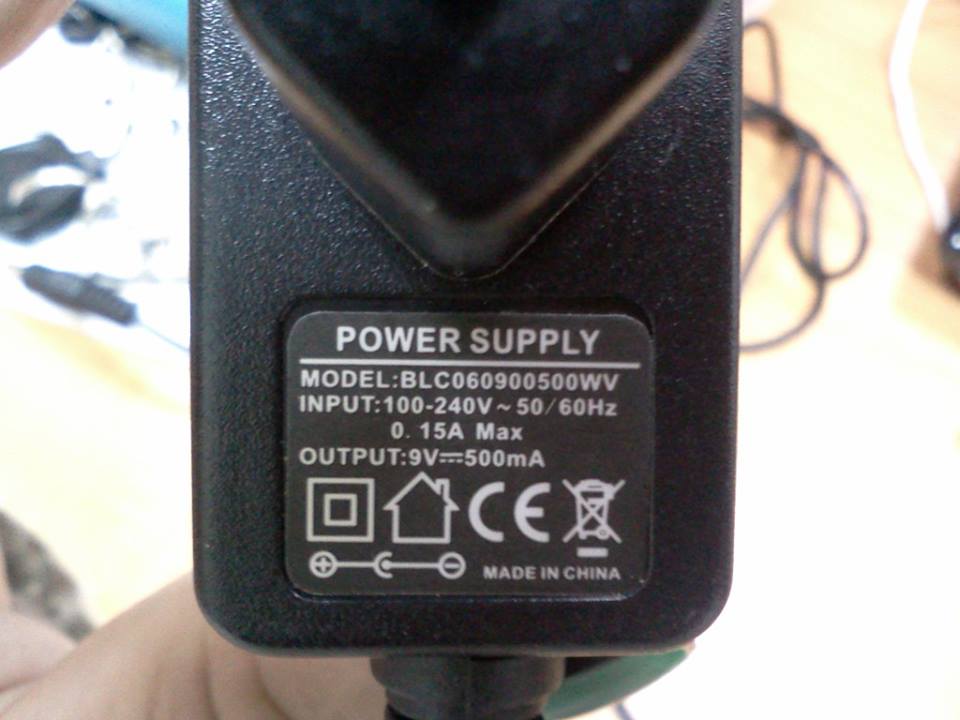 POWER SUPPLY
MODEL:BLC060900500WV
INPUT:100-240V~50/60Hz
0.15A Max
OUTPUT:9V⎓500mA
CE
MADE IN CHINA